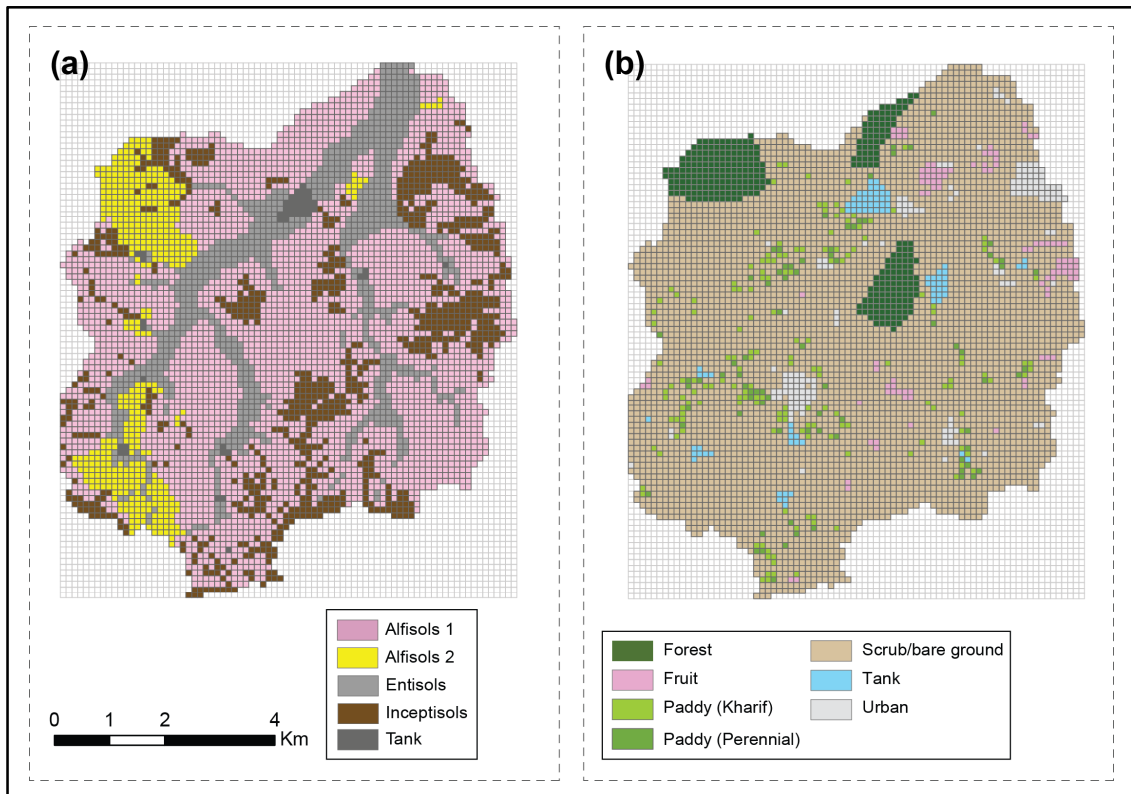 (a)
(b)
Alfisols 1
Alfisols 2
Entisols
Inceptisols
Tank
0 1 2 4
Km
Forest
Fruit
Paddy (Kharif)
Paddy (Perennial)
Scrub/bare ground
Tank
Urban